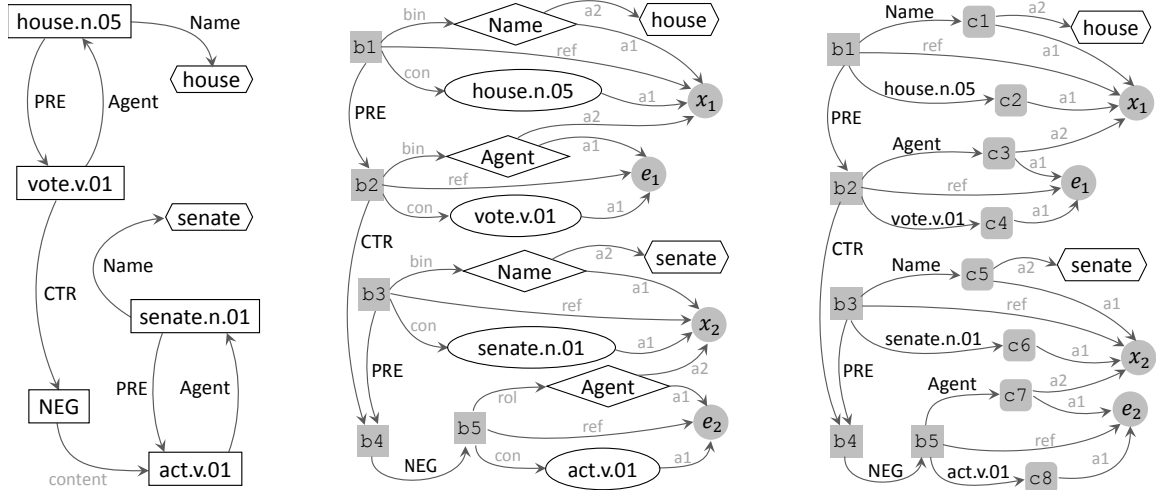 house.n.05
Name
house
PRE
Agent
vote.v.01
senate
Name
CTR
senate.n.01
PRE
Agent
NEG
content
act.v.01
bin
Name
a2
house
b1
ref
a1
con
house.n.05
a1
x1
PRE
a2
bin
Agent
a1
b2
ref
e1
con
vote.v.01
a1
CTR
bin
Name
a2
senate
b3
a1
ref
x2
con
senate.n.01
a1
PRE
a2
rol
Agent
a1
b4
b5
ref
e2
NEG
con
act.v.01
a1
Name
c1
a2
house
b1
ref
a1
house.n.05
c2
a1
x1
PRE
Agent
c3
a2
a1
b2
ref
e1
vote.v.01
c4
a1
CTR
Name
c5
a2
senate
b3
ref
a1
senate.n.01
c6
a1
x2
PRE
Agent
c7
a2
a1
e2
b4
b5
ref
NEG
act.v.01
c8
a1